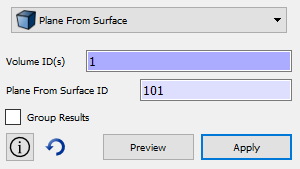 Plane From Surface
Volume ID(s) 1
Plane From Surface ID 101
Group Results
Preview Apply